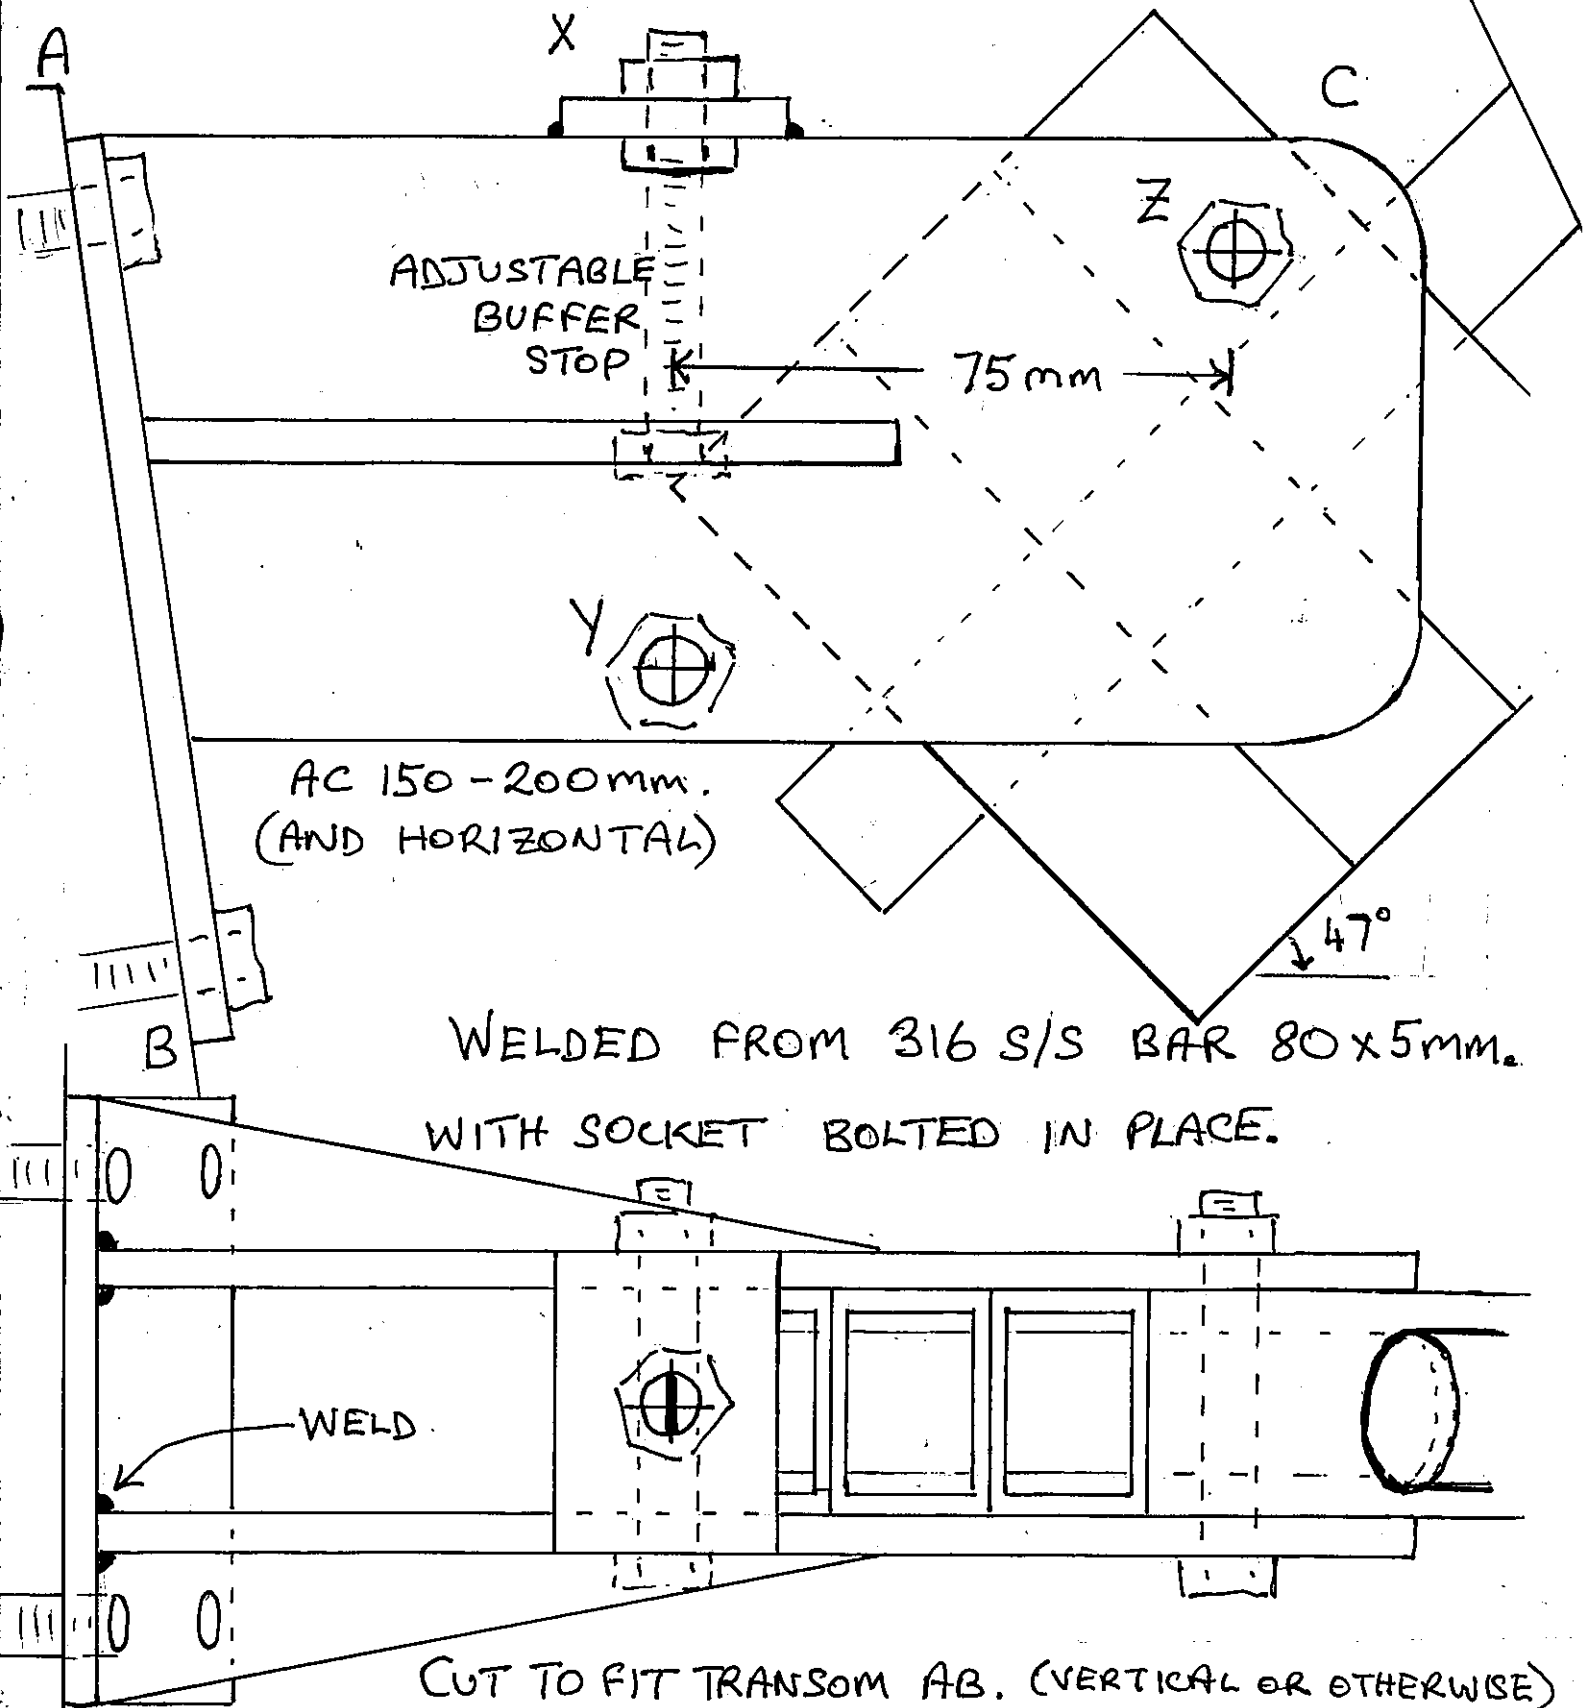 A
X
C
Z
ADJUSTABLE
BUFFER
STOP
75mm
Y
AC 150-200mm.
(AND HORIZONTAL)
47°
B
WELDED FROM 316 S/S BAR 80x5mm.
WITH SOCKET BOLTED IN PLACE.
WELD
CUT TO FIT TRANSOM AB. (VERTICAL OR OTHERWISE)